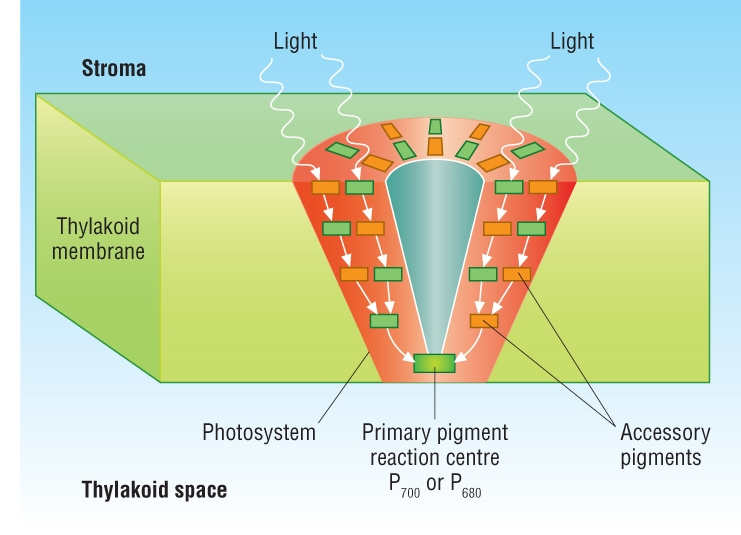 Light
Light
Stroma
Thylakoid
membrane
Photosystem
Primary pigment
reaction centre
P700 or P680
Accessory
pigments
Thylakoid space